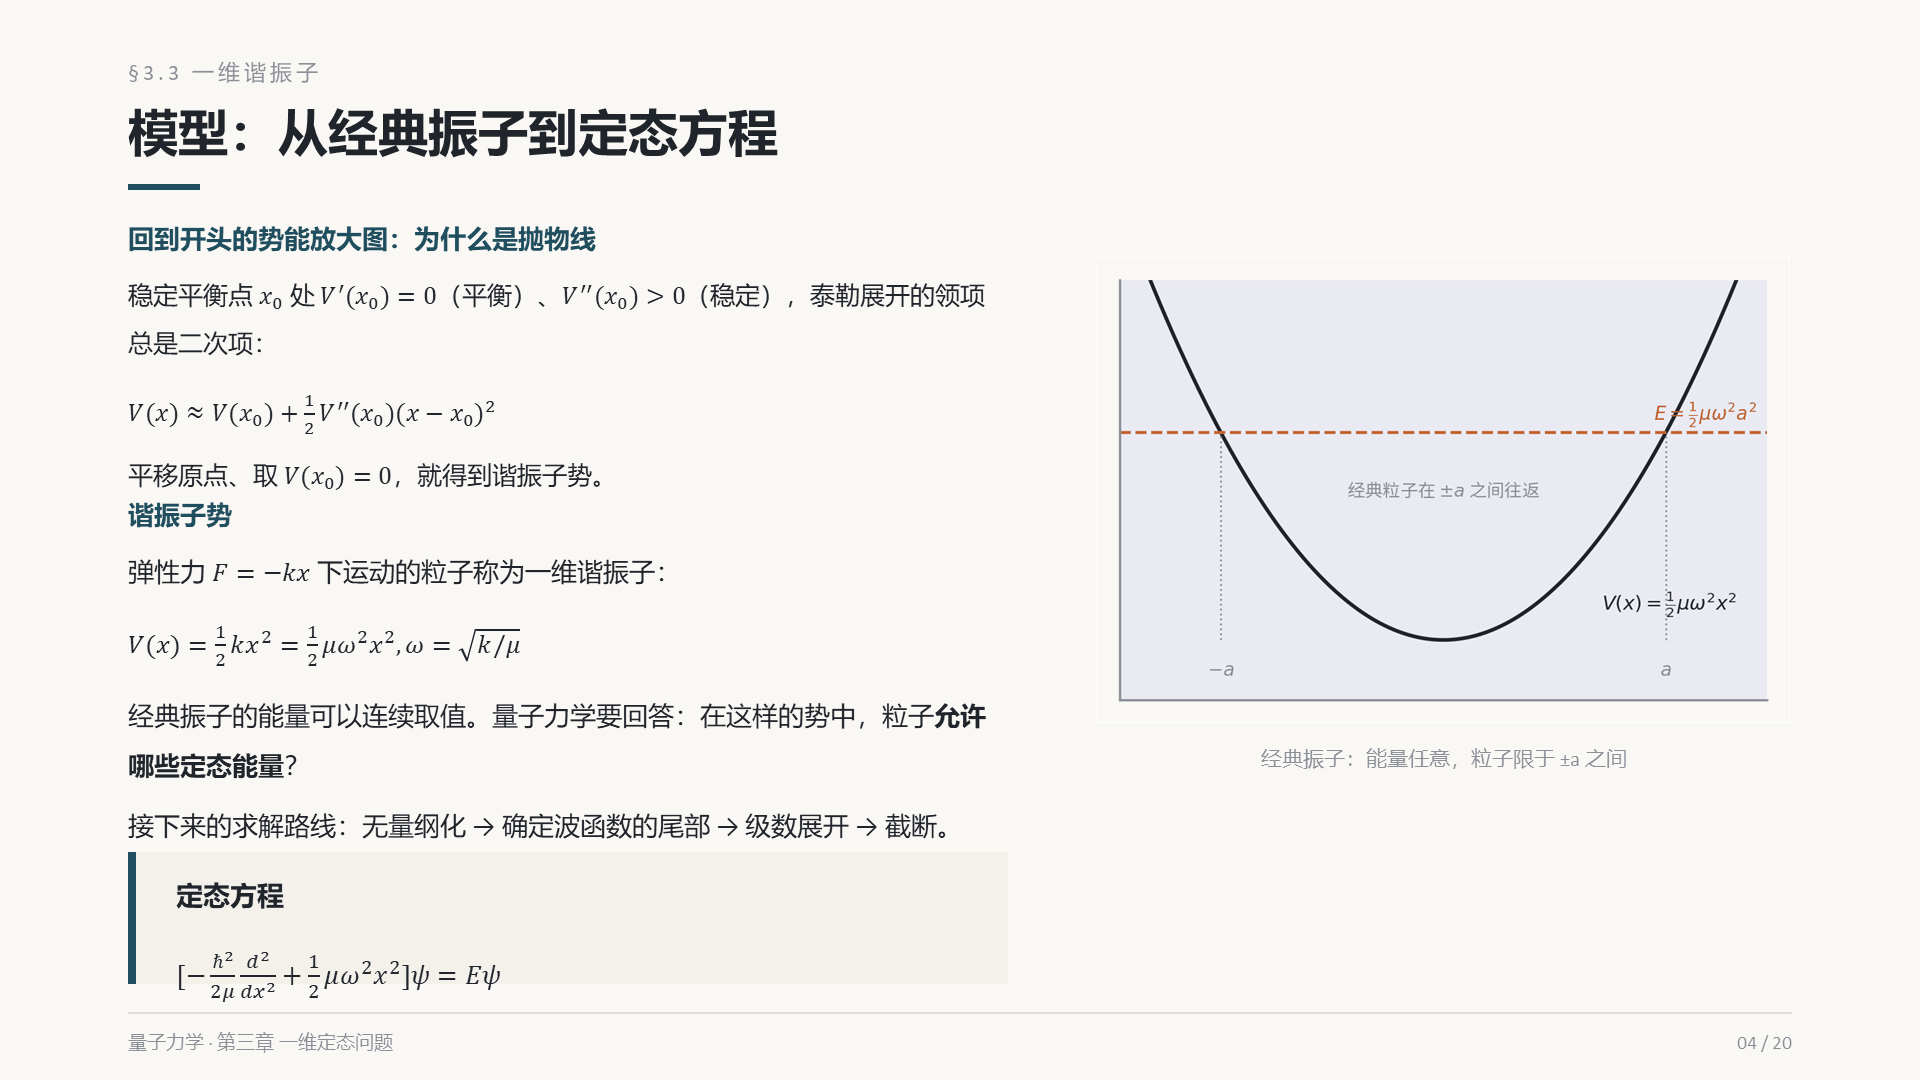 §3.3 一维谐振子
模型：从经典振子到定态方程
回到开头的势能放大图：为什么是抛物线
稳定平衡点 x₀ 处 V′(x₀) = 0（平衡）、V″(x₀) > 0（稳定），泰勒展开的领项
总是二次项：
V(x) ≈ V(x₀) + ½V″(x₀)(x − x₀)²
平移原点、取 V(x₀) = 0，就得到谐振子势。
谐振子势
弹性力 F = −kx 下运动的粒子称为一维谐振子：
V(x) = ½kx² = ½μω²x², ω = √(k/μ)
经典振子的能量可以连续取值。量子力学要回答：在这样的势中，粒子允许
哪些定态能量？
接下来的求解路线：无量纲化 → 确定波函数的尾部 → 级数展开 → 截断。
定态方程
[−ħ²/2μ d²/dx² + ½μω²x²]ψ = Eψ
E = ½μω²a²
经典粒子在 ±a 之间往返
V(x) = ½μω²x²
−a
a
经典振子：能量任意，粒子限于 ±a 之间
量子力学 · 第三章 一维定态问题
04 / 20